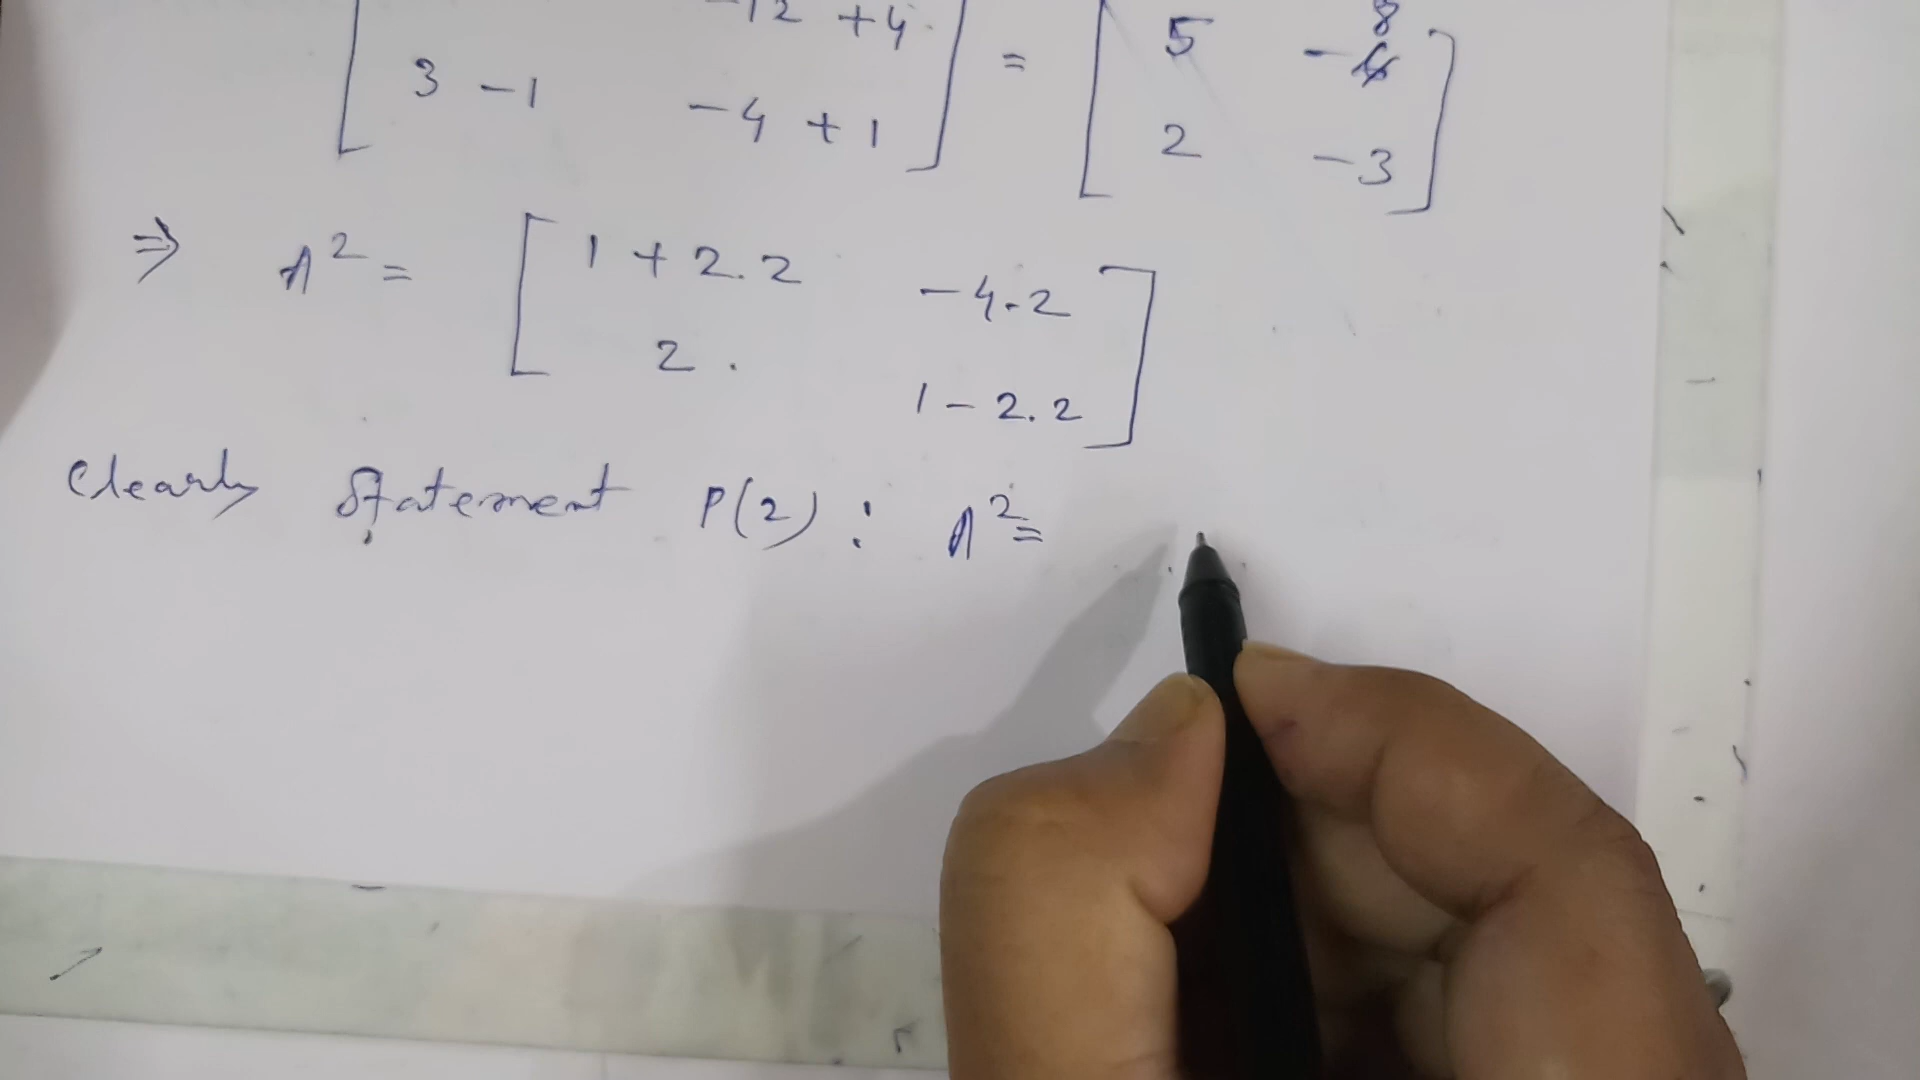 -12 +4 5 -8
3 -1 -4 +1 = 2 -3
⇒ A² = [ 1 + 2.2 -4.2
2 . 1 - 2.2 ]
Clearly Statement P(2) : A² =